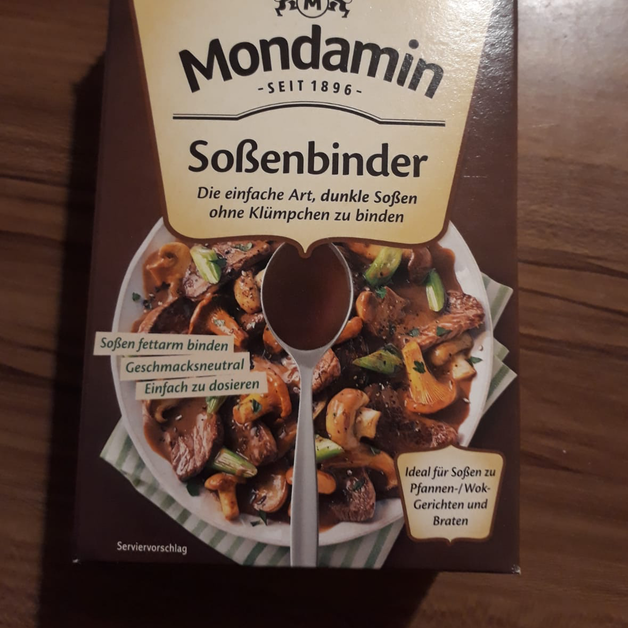 M
Mondamin
-SEIT 1896-
Soßenbinder
Die einfache Art, dunkle Soßen
ohne Klümpchen zu binden
Soßen fettarm binden
Geschmacksneutral
Einfach zu dosieren
Ideal für Soßen zu
Pfannen-/Wok-
Gerichten und
Braten
Serviervorschlag